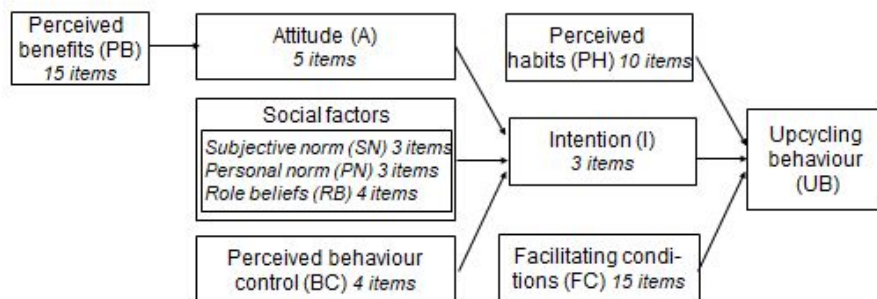 Perceived
benefits (PB)
15 items
Attitude (A)
5 items
Perceived
habits (PH) 10 items
Social factors
Subjective norm (SN) 3 items
Personal norm (PN) 3 items
Role beliefs (RB) 4 items
Intention (I)
3 items
Upcycling
behaviour
(UB)
Perceived behaviour
control (BC) 4 items
Facilitating condi-
tions (FC) 15 items